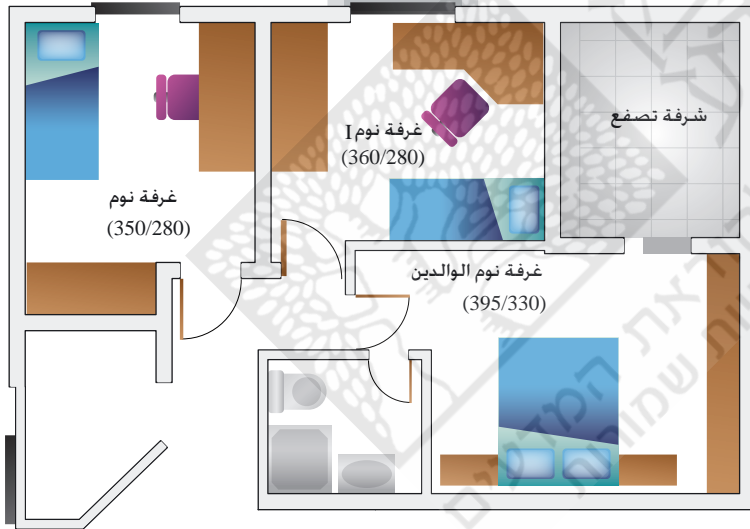 غرفة نوم I
(360/280)
شرفة تصفع
غرفة نوم
(350/280)
غرفة نوم الوالدين
(395/330)